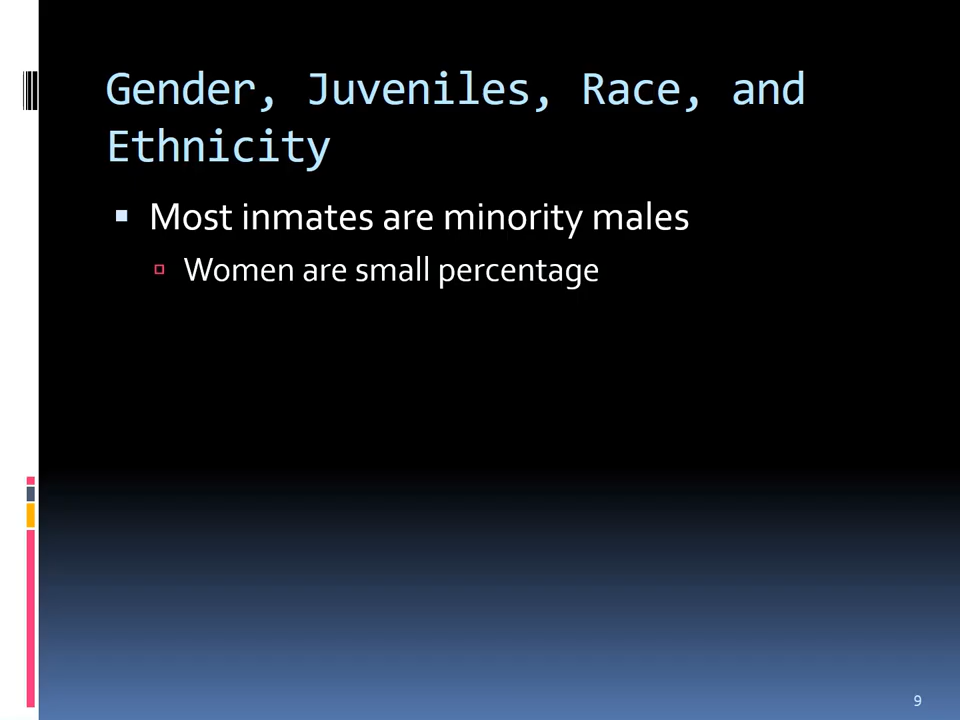 Gender, Juveniles, Race, and
Ethnicity
Most inmates are minority males
Women are small percentage
9